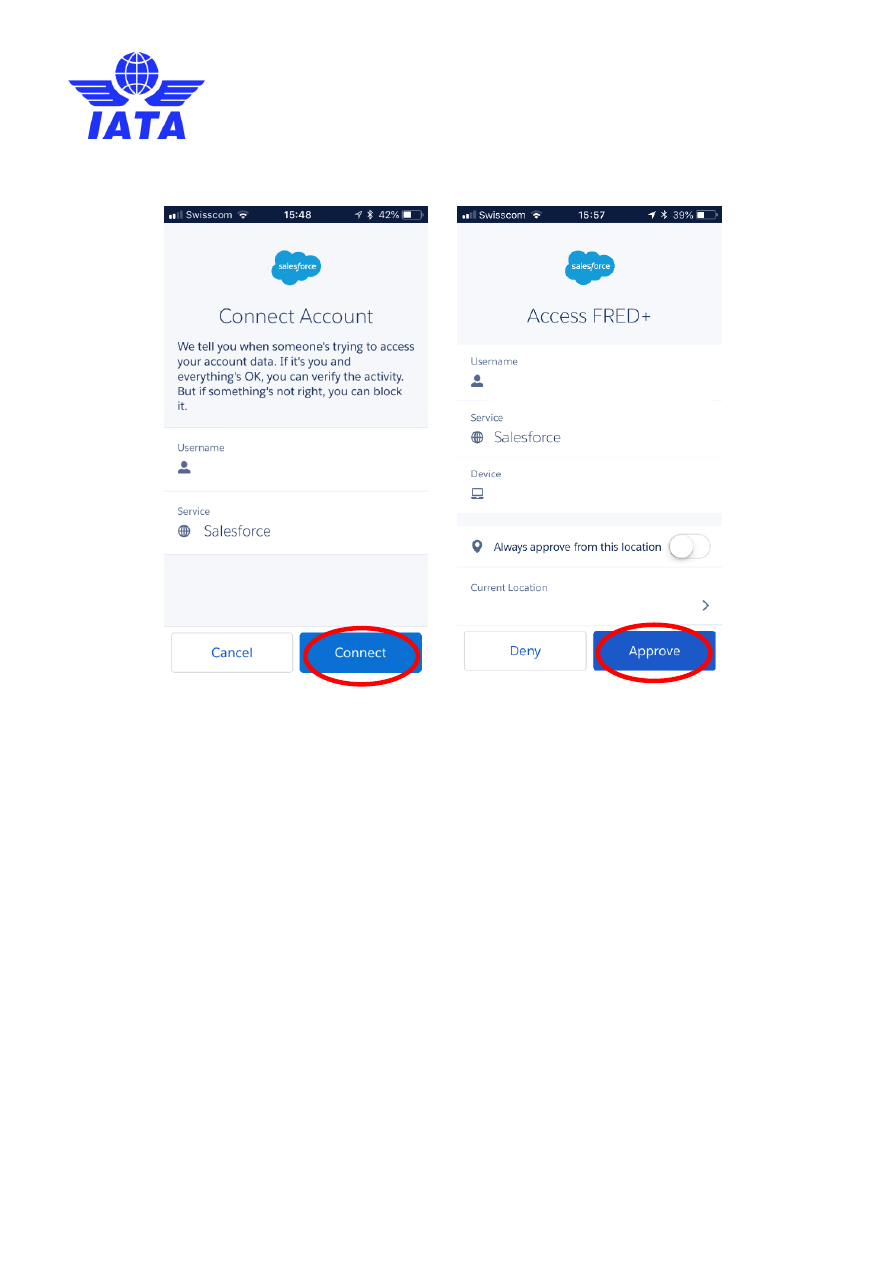 IATA
Swisscom 15:48 42%
salesforce
Connect Account
We tell you when someone's trying to access
your account data. If it's you and
everything's OK, you can verify the activity.
But if something's not right, you can block
it.
Username
Service
Salesforce
Cancel Connect
Swisscom 15:57 39%
salesforce
Access FRED+
Username
Service
Salesforce
Device
Always approve from this location
Current Location
Deny Approve